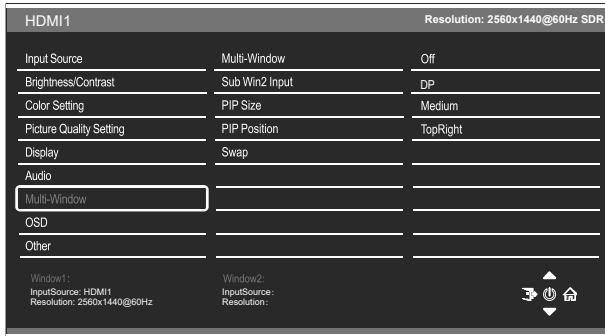 HDMI1 Resolution: 2560x1440@60Hz SDR
Input Source Multi-Window Off
Brightness/Contrast Sub Win2 Input DP
Color Setting PIP Size Medium
Picture Quality Setting PIP Position TopRight
Display Swap
Audio
Multi-Window
OSD
Other
Window1: Window2:
InputSource: HDMI1 InputSource:
Resolution: 2560x1440@60Hz Resolution: